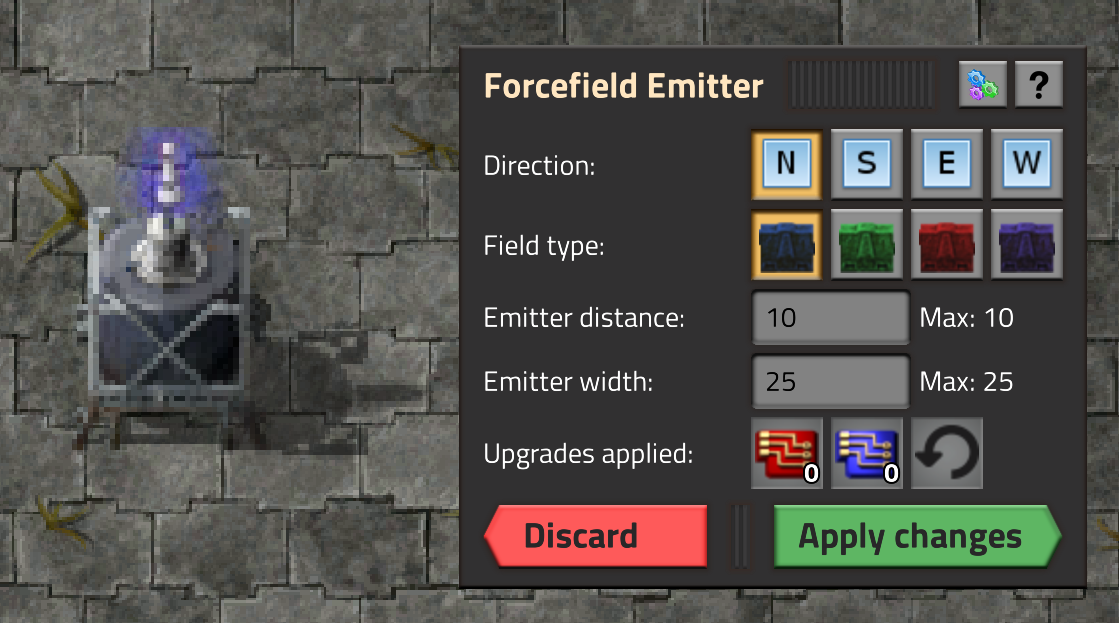 Forcefield Emitter ?
Direction: N S E W
Field type:
Emitter distance: 10 Max: 10
Emitter width: 25 Max: 25
Upgrades applied: 0 0
Discard Apply changes